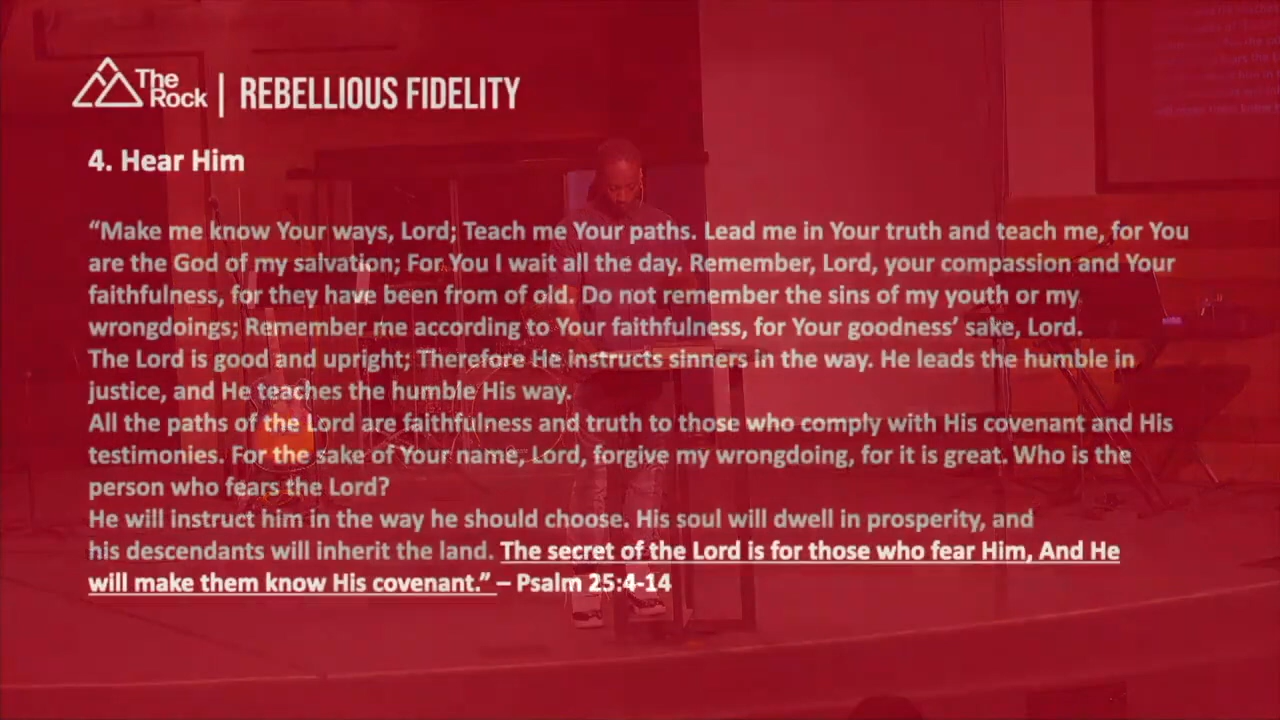 The Rock | REBELLIOUS FIDELITY
4. Hear Him
“Make me know Your ways, Lord; Teach me Your paths. Lead me in Your truth and teach me, for You
are the God of my salvation; For You I wait all the day. Remember, Lord, your compassion and Your
faithfulness, for they have been from of old. Do not remember the sins of my youth or my
wrongdoings; Remember me according to Your faithfulness, for Your goodness’ sake, Lord.
The Lord is good and upright; Therefore He instructs sinners in the way. He leads the humble in
justice, and He teaches the humble His way.
All the paths of the Lord are faithfulness and truth to those who comply with His covenant and His
testimonies. For the sake of Your name, Lord, forgive my wrongdoing, for it is great. Who is the
person who fears the Lord?
He will instruct him in the way he should choose. His soul will dwell in prosperity, and
his descendants will inherit the land. The secret of the Lord is for those who fear Him, And He
will make them know His covenant.” – Psalm 25:4-14